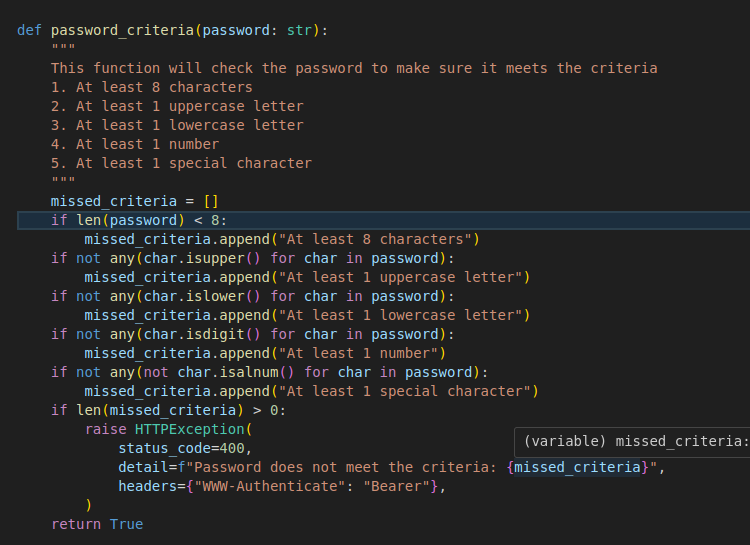 def password_criteria(password: str):
    """
    This function will check the password to make sure it meets the criteria
    1. At least 8 characters
    2. At least 1 uppercase letter
    3. At least 1 lowercase letter
    4. At least 1 number
    5. At least 1 special character
    """
    missed_criteria = []
    if len(password) < 8:
        missed_criteria.append("At least 8 characters")
    if not any(char.isupper() for char in password):
        missed_criteria.append("At least 1 uppercase letter")
    if not any(char.islower() for char in password):
        missed_criteria.append("At least 1 lowercase letter")
    if not any(char.isdigit() for char in password):
        missed_criteria.append("At least 1 number")
    if not any(not char.isalnum() for char in password):
        missed_criteria.append("At least 1 special character")
    if len(missed_criteria) > 0:
        raise HTTPException(
            status_code=400,
(variable) missed_criteria:
            detail=f"Password does not meet the criteria: {missed_criteria}",
            headers={"WWW-Authenticate": "Bearer"},
        )
    return True